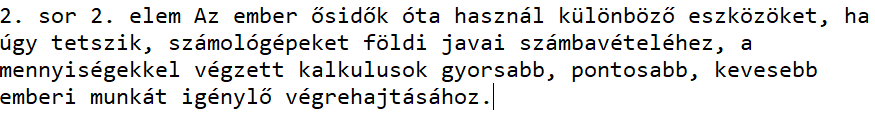 2. sor 2. elem Az ember ősidők óta használ különböző eszközöket, ha
úgy tetszik, számológépeket földi javai számbavételéhez, a
mennyiségekkel végzett kalkulusok gyorsabb, pontosabb, kevesebb
emberi munkát igénylő végrehajtásához.